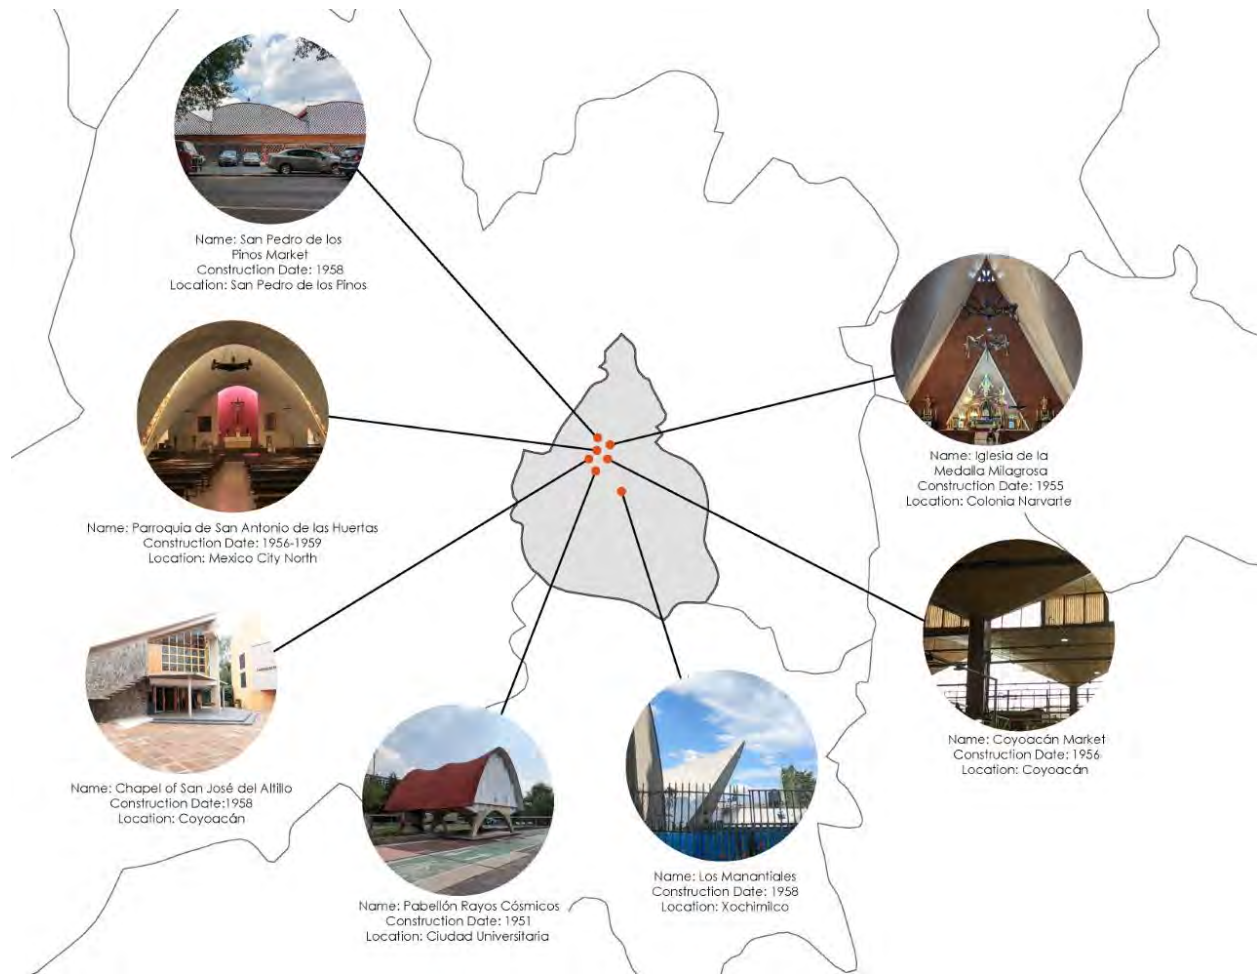 Name: San Pedro de los
Pinos Market
Construction Date: 1958
Location: San Pedro de los Pinos
Name: Iglesia de la
Medalla Milagrosa
Construction Date: 1955
Location: Colonia Narvarte
Name: Parroquia de San Antonio de las Huertas
Construction Date: 1956-1959
Location: Mexico City North
Name: Coyoacán Market
Construction Date: 1956
Location: Coyoacán
Name: Chapel of San José del Altillo
Construction Date:1958
Location: Coyoacán
Name: Los Manantiales
Construction Date: 1958
Location: Xochimilco
Name: Pabellón Rayos Cósmicos
Construction Date: 1951
Location: Ciudad Universitaria